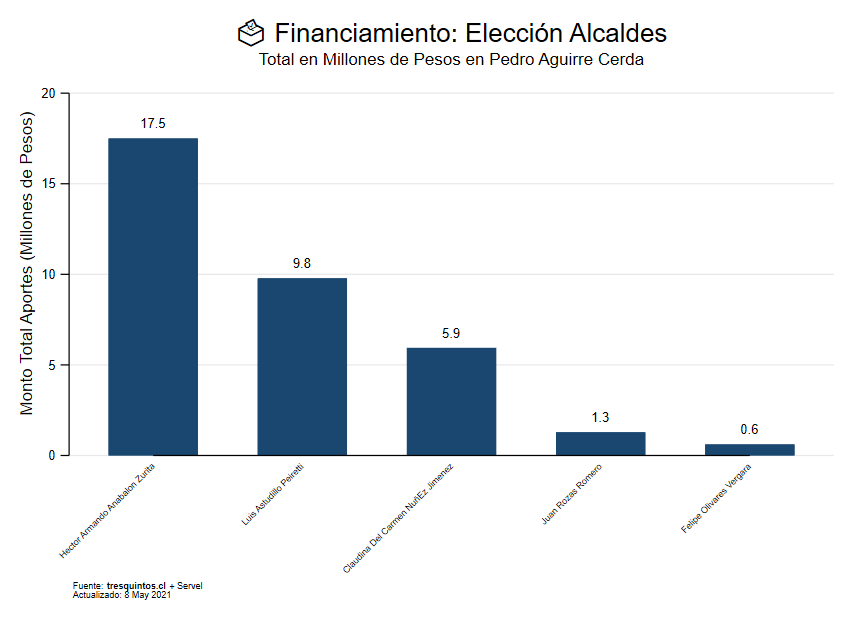 Financiamiento: Elección Alcaldes
Total en Millones de Pesos en Pedro Aguirre Cerda
Monto Total Aportes (Millones de Pesos)
20
15
10
5
0
17.5
9.8
5.9
1.3
0.6
Hector Armando Anabalon Zurita
Luis Astudillo Peiretti
Claudina Del Carmen NuñEz Jimenez
Juan Rozas Romero
Felipe Olivares Vergara
Fuente: tresquintos.cl + Servel
Actualizado: 8 May 2021